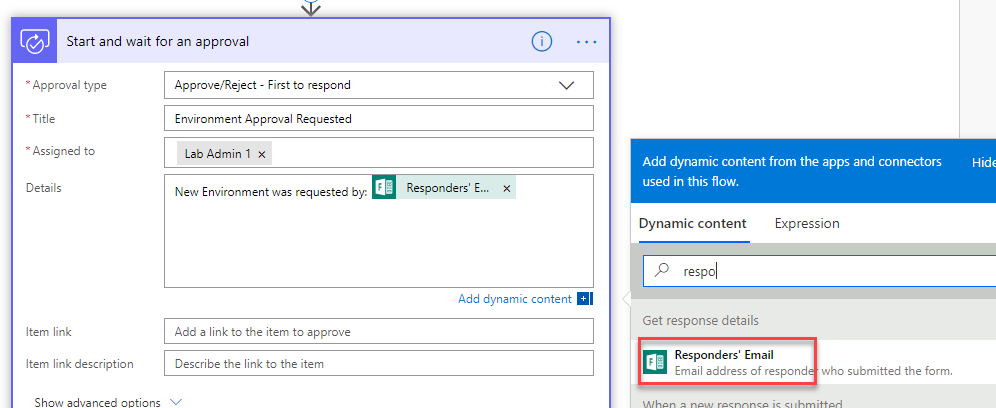 Start and wait for an approval
* Approval type
Approve/Reject - First to respond
* Title
Environment Approval Requested
* Assigned to
Lab Admin 1 ×
Details
New Environment was requested by: Responders' E... ×
Add dynamic content
Item link
Add a link to the item to approve
Item link description
Describe the link to the item
Show advanced options
Add dynamic content from the apps and connectors
used in this flow.
Hide
Dynamic content
Expression
respo
Get response details
Responders' Email
Email address of responder who submitted the form.
When a new response is submitted